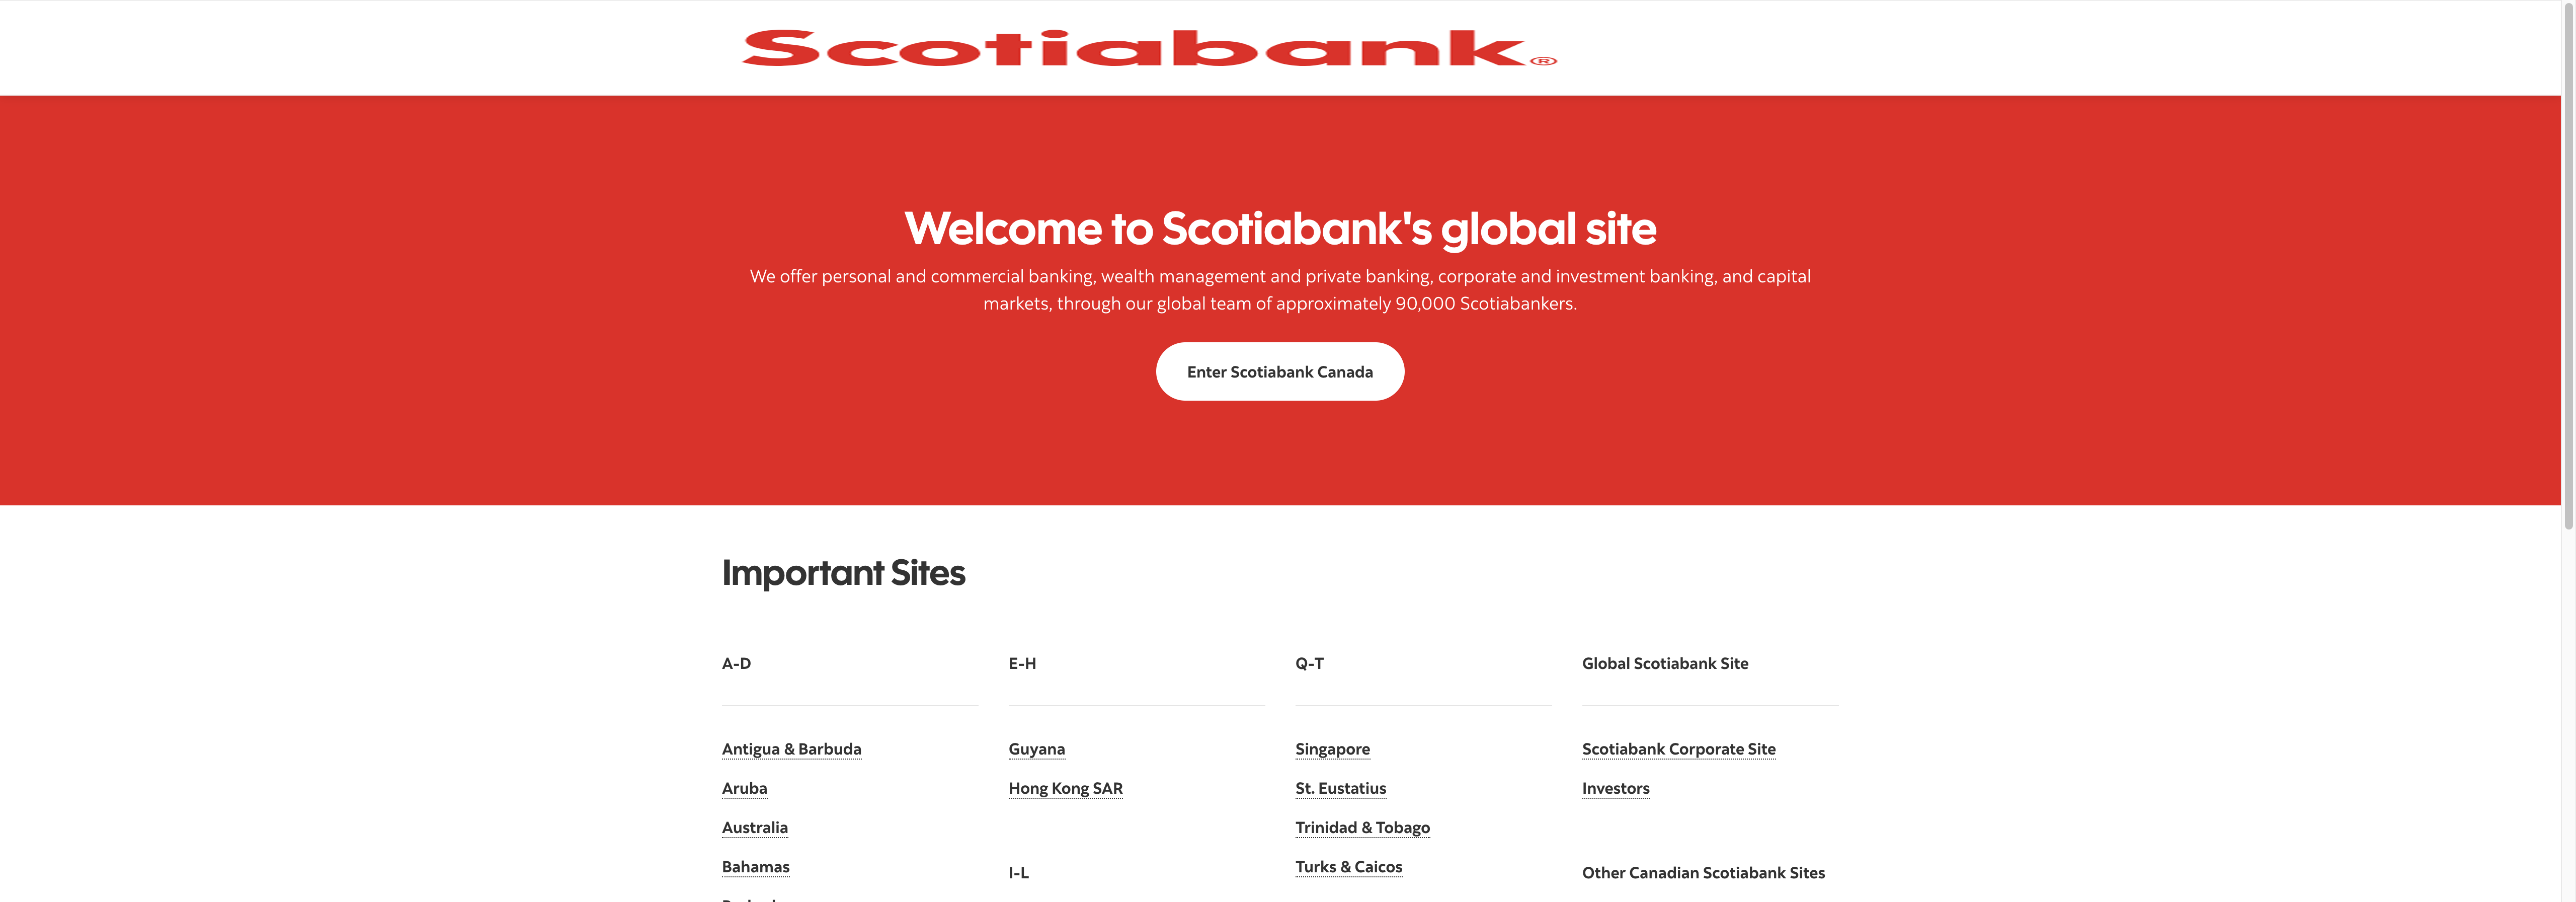 Scotiabank®
Welcome to Scotiabank's global site
We offer personal and commercial banking, wealth management and private banking, corporate and investment banking, and capital
markets, through our global team of approximately 90,000 Scotiabankers.
Enter Scotiabank Canada
Important Sites
A-D
Antigua & Barbuda
Aruba
Australia
Bahamas
E-H
Guyana
Hong Kong SAR
I-L
Q-T
Singapore
St. Eustatius
Trinidad & Tobago
Turks & Caicos
Global Scotiabank Site
Scotiabank Corporate Site
Investors
Other Canadian Scotiabank Sites